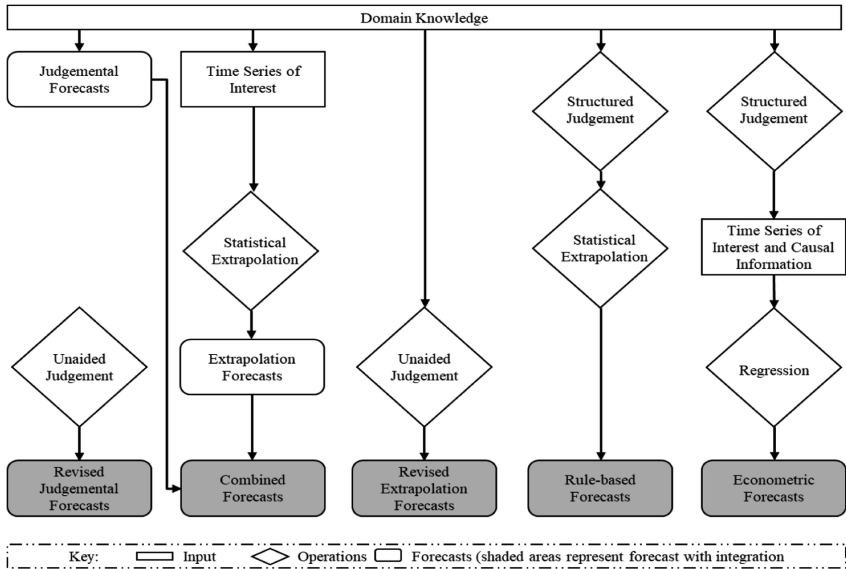 Domain Knowledge
Judgemental
Forecasts
Time Series of
Interest
Structured
Judgement
Structured
Judgement
Statistical
Extrapolation
Statistical
Extrapolation
Time Series of
Interest and Causal
Information
Unaided
Judgement
Extrapolation
Forecasts
Unaided
Judgement
Regression
Revised
Judgemental
Forecasts
Combined
Forecasts
Revised
Extrapolation
Forecasts
Rule-based
Forecasts
Econometric
Forecasts
Key: Input Operations Forecasts (shaded areas represent forecast with integration